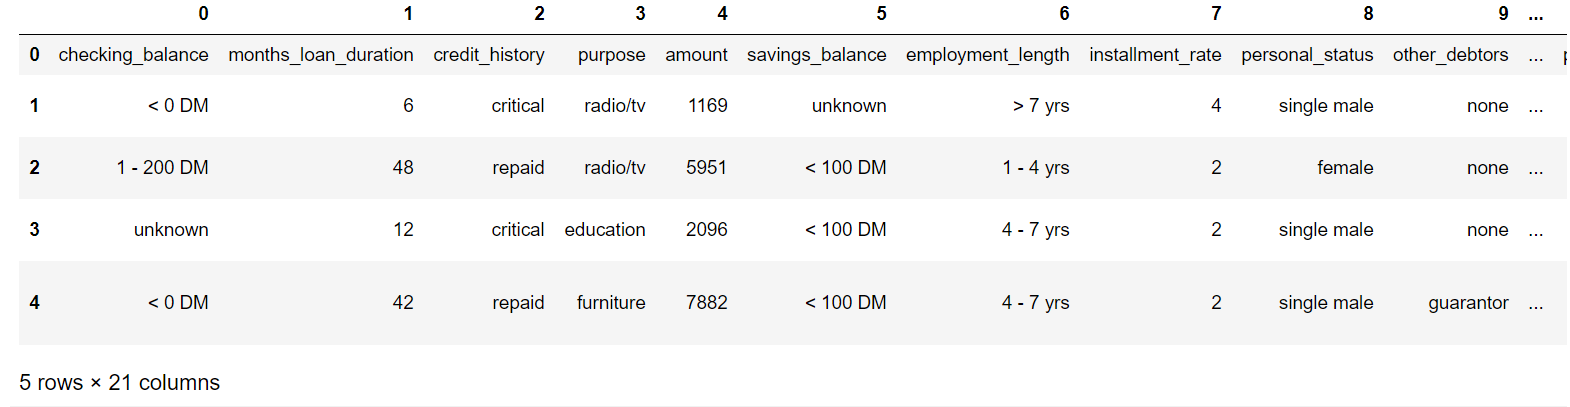 0 1 2 3 4 5 6 7 8 9 ...
0 checking_balance months_loan_duration credit_history purpose amount savings_balance employment_length installment_rate personal_status other_debtors ...
1 < 0 DM 6 critical radio/tv 1169 unknown > 7 yrs 4 single male none ...
2 1 - 200 DM 48 repaid radio/tv 5951 < 100 DM 1 - 4 yrs 2 female none ...
3 unknown 12 critical education 2096 < 100 DM 4 - 7 yrs 2 single male none ...
4 < 0 DM 42 repaid furniture 7882 < 100 DM 4 - 7 yrs 2 single male guarantor ...
5 rows × 21 columns